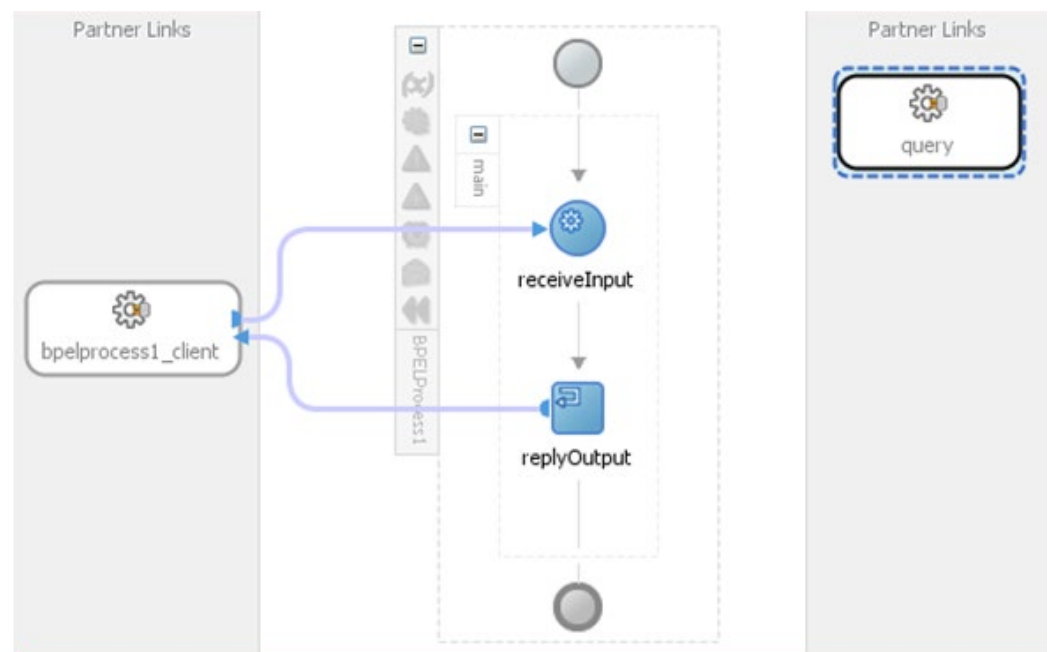 Partner Links
Partner Links
query
main
receiveInput
bpelprocess1_client
BPELProcess1
replyOutput